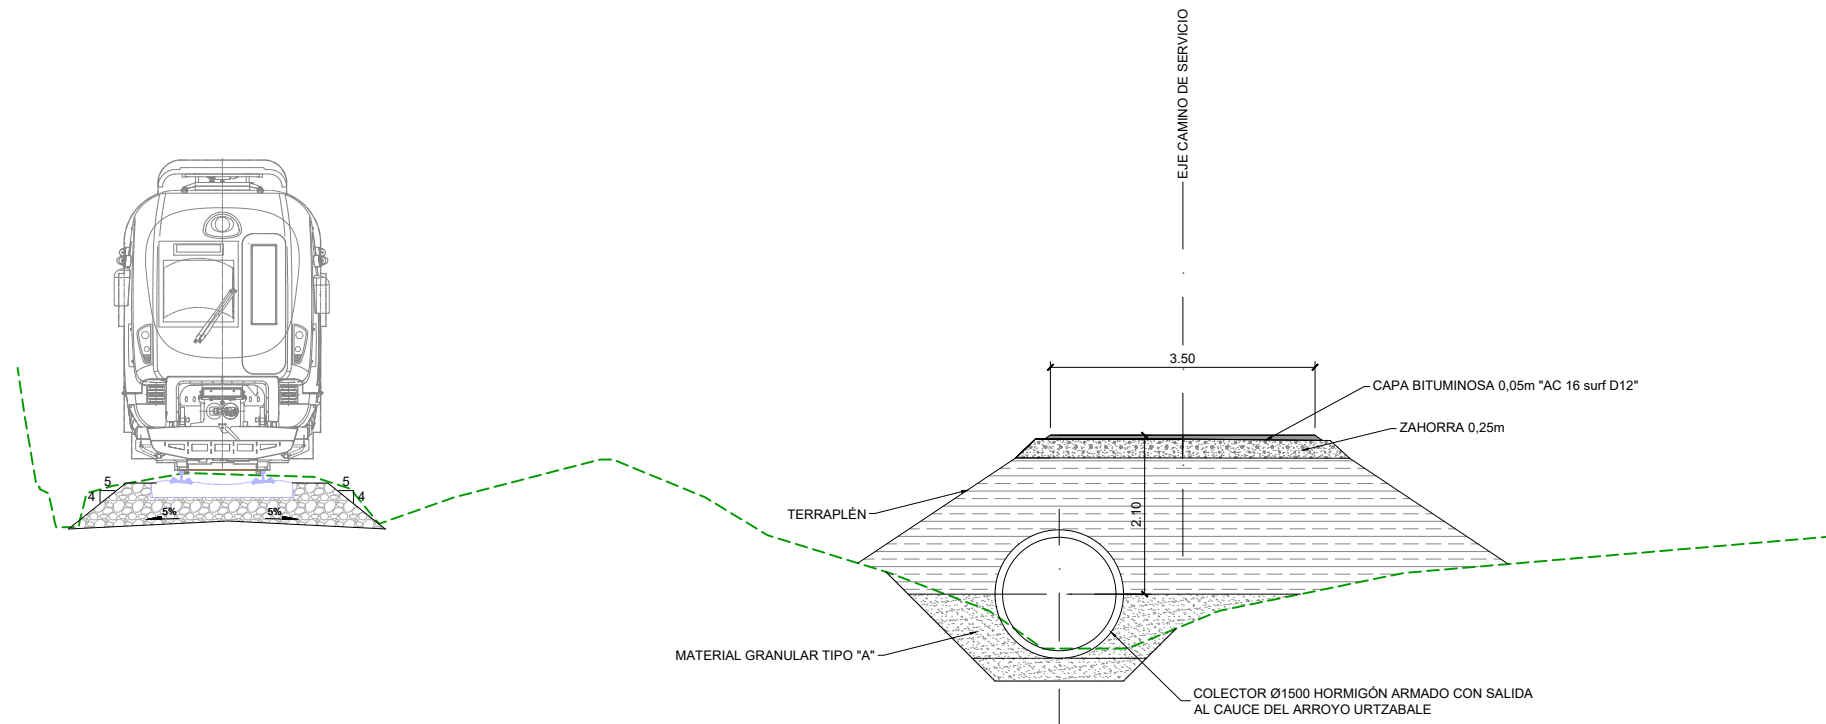 EJE CAMINO DE SERVICIO
3.50
CAPA BITUMINOSA 0,05m "AC 16 surf D12"
ZAHORRA 0,25m
5
4
5
4
5%
5%
TERRAPLÉN
2.10
MATERIAL GRANULAR TIPO "A"
COLECTOR Ø1500 HORMIGÓN ARMADO CON SALIDA
AL CAUCE DEL ARROYO URTZABALE